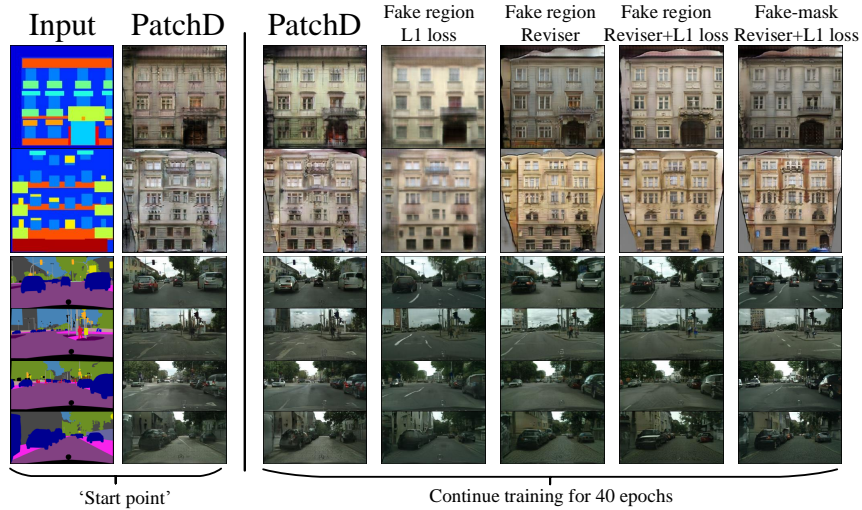 Input
PatchD
PatchD
Fake region
L1 loss
Fake region
Reviser
Fake region
Reviser+L1 loss
Fake-mask
Reviser+L1 loss
‘Start point’
Continue training for 40 epochs